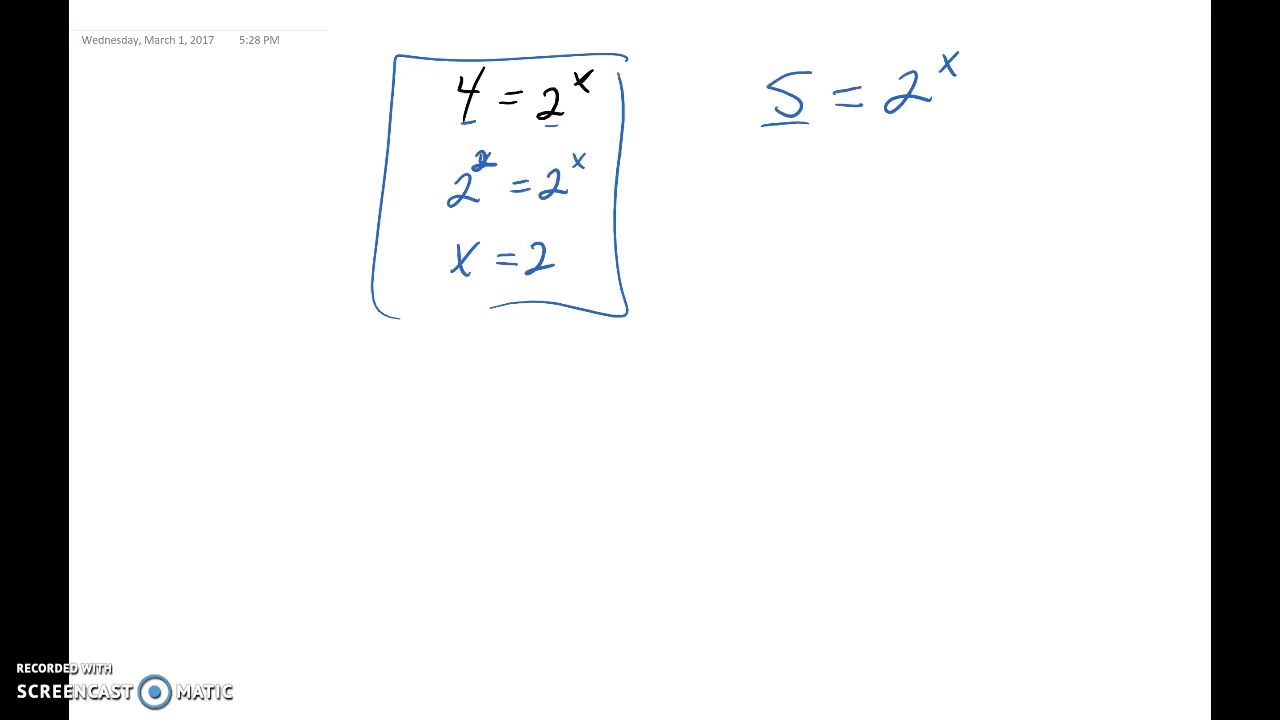 Wednesday, March 1, 2017 5:28 PM
4 = 2^x
2^2 = 2^x
x = 2
5 = 2^x
RECORDED WITH
SCREENCAST MATIC